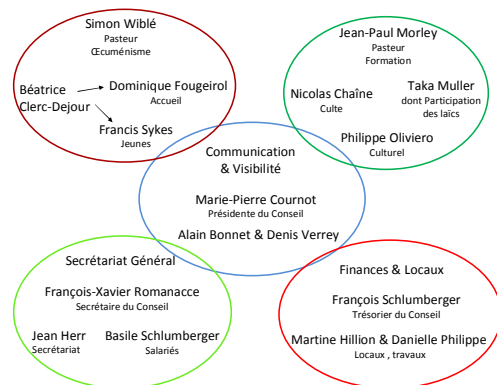 Simon Wiblé
Pasteur
Œcuménisme
Béatrice
Clerc-Dejour
Dominique Fougeirol
Accueil
Francis Sykes
Jeunes
Jean-Paul Morley
Pasteur
Formation
Nicolas Chaîne
Culte
Taka Muller
dont Participation
des laïcs
Philippe Oliviero
Culturel
Communication
& Visibilité
Marie-Pierre Cournot
Présidente du Conseil
Alain Bonnet & Denis Verrey
Secrétariat Général
François-Xavier Romanacce
Secrétaire du Conseil
Jean Herr
Secrétariat
Basile Schlumberger
Salariés
Finances & Locaux
François Schlumberger
Trésorier du Conseil
Martine Hillion & Danielle Philippe
Locaux , travaux